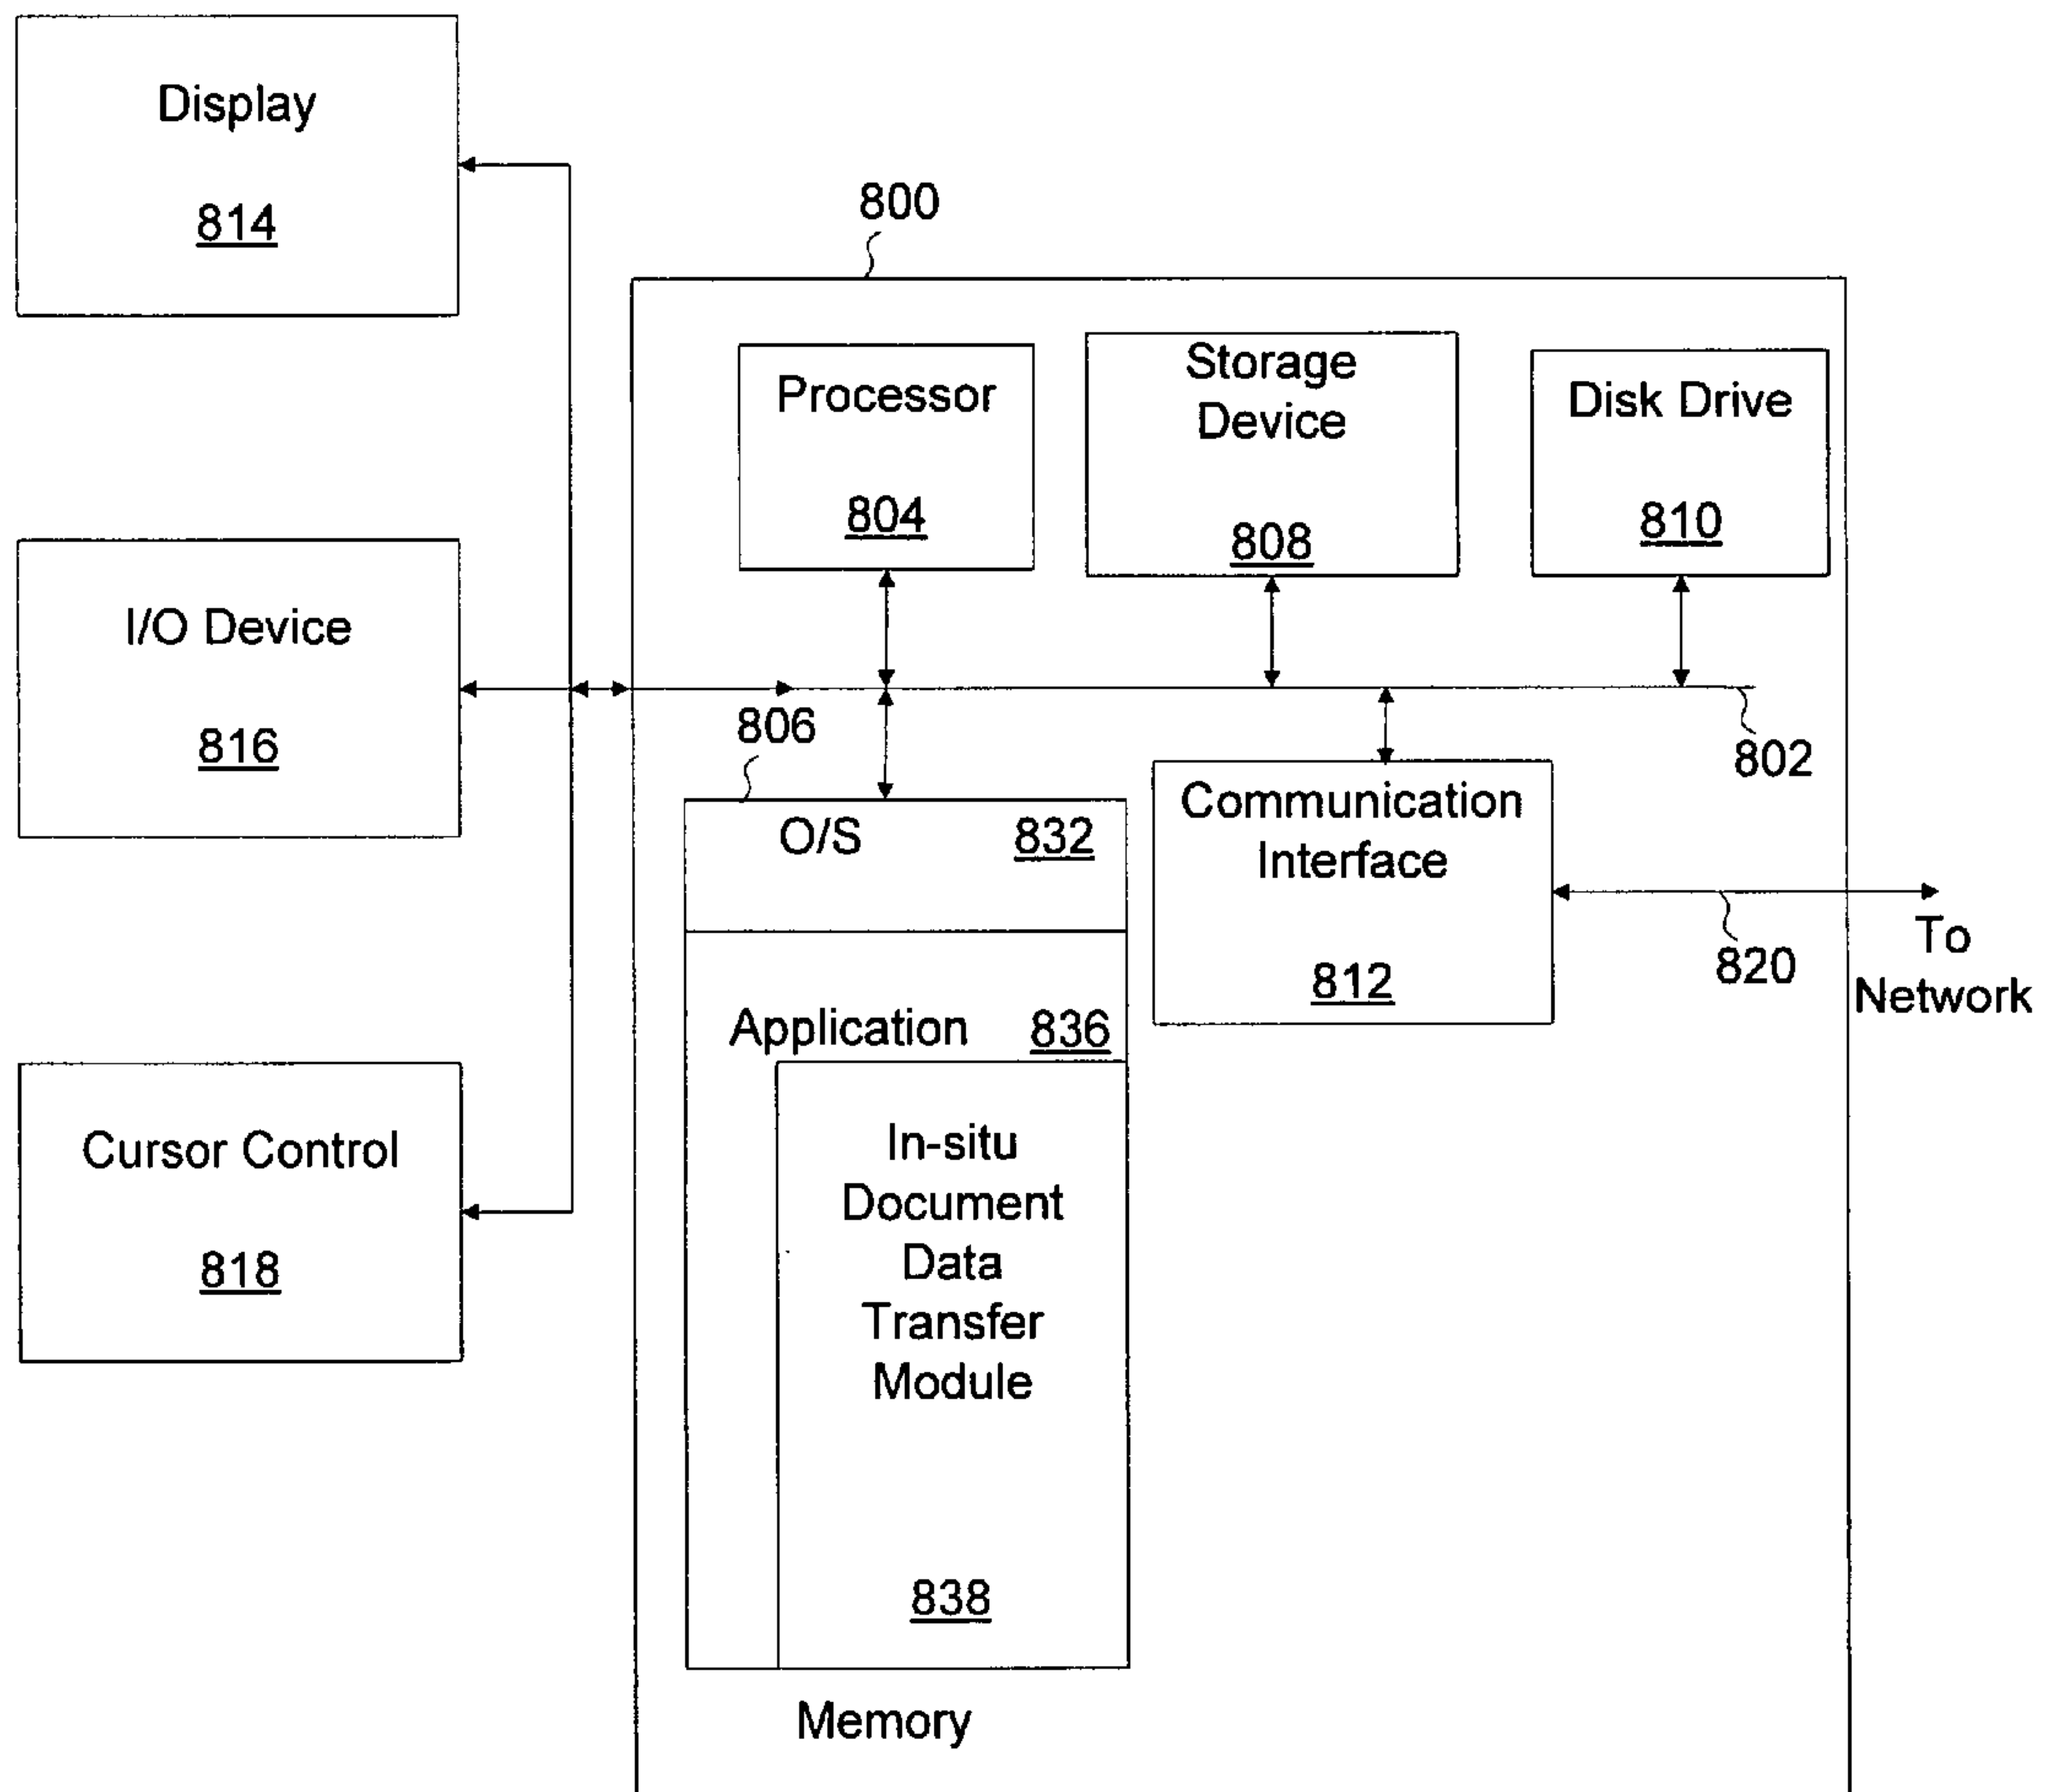 Display
814
800
Processor
804
Storage
Device
808
Disk Drive
810
I/O Device
816
806
802
O/S 832
Communication
Interface
812
820
To
Network
Application 836
Cursor Control
818
In-situ
Document
Data
Transfer
Module
838
Memory